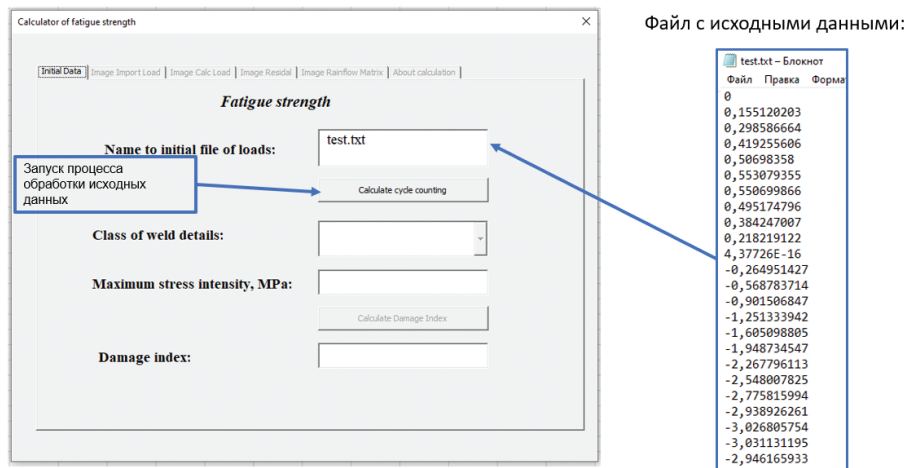 Calculator of fatigue strength
Initial Data Image Import Load Image Calc Load Image Residal Image Rainflow Matrix About calculation
Fatigue strength
Name to initial file of loads:
test.txt
Запуск процесса
обработки исходных
данных
Calculate cycle counting
Class of weld details:
Maximum stress intensity, MPa:
Calculate Damage Index
Damage index:
Файл с исходными данными:
test.txt – Блокнот
Файл Правка Формат
0
0,155120203
0,298586664
0,419255606
0,50698358
0,553079355
0,550699866
0,495174796
0,384247007
0,218219122
4,37726E-16
-0,264951427
-0,568783714
-0,901506847
-1,251333942
-1,605098805
-1,948734547
-2,267796113
-2,548007825
-2,775815994
-2,938926261
-3,026805754
-3,031131195
-2,946165933